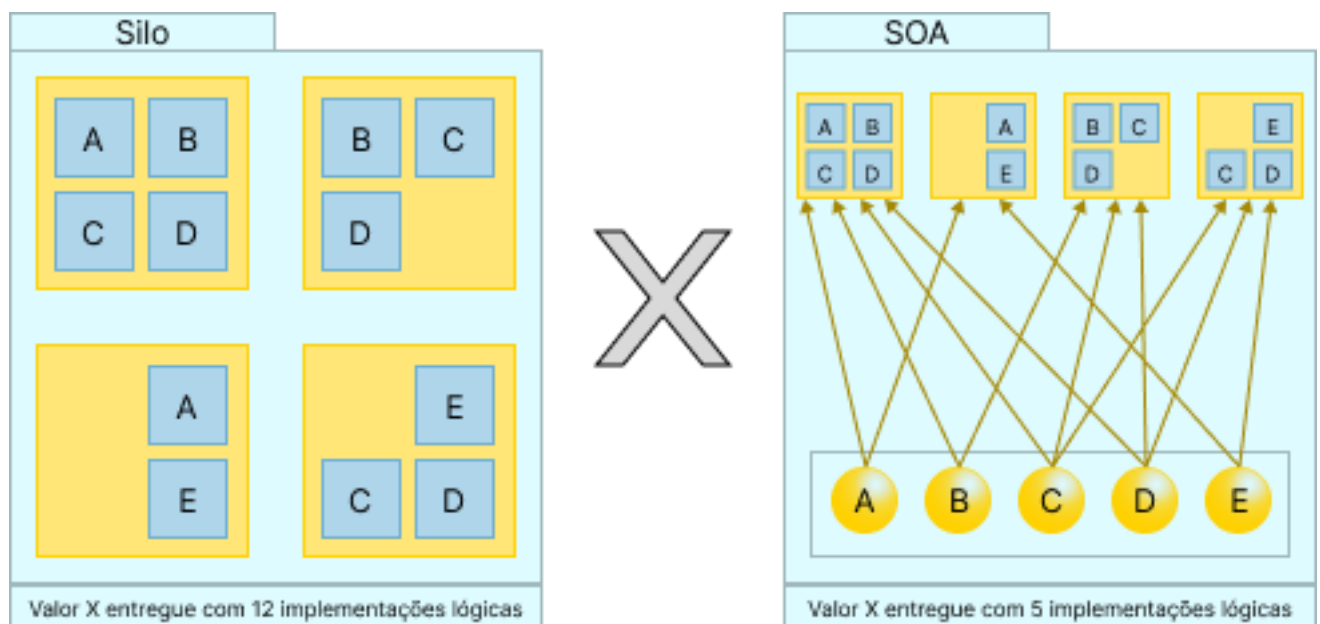 Silo
A B
C D
B C
D
A
E
E
C D
Valor X entregue com 12 implementações lógicas
X
SOA
A B
C D
A
E
B C
D
E
C D
A B C D E
Valor X entregue com 5 implementações lógicas